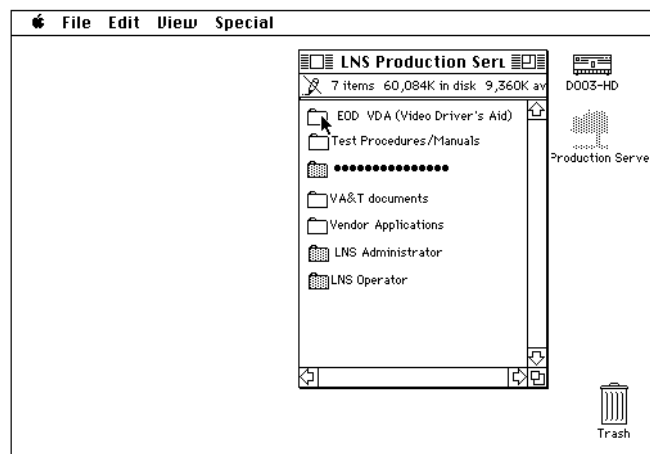 File Edit View Special
LNS Production Ser
7 items 60,084K in disk 9,360K av
EOD VDA (Video Driver's Aid)
Test Procedures/Manuals
•••••••••••••••
VA&T documents
Vendor Applications
LNS Administrator
LNS Operator
D003-HD
Production Serve
Trash